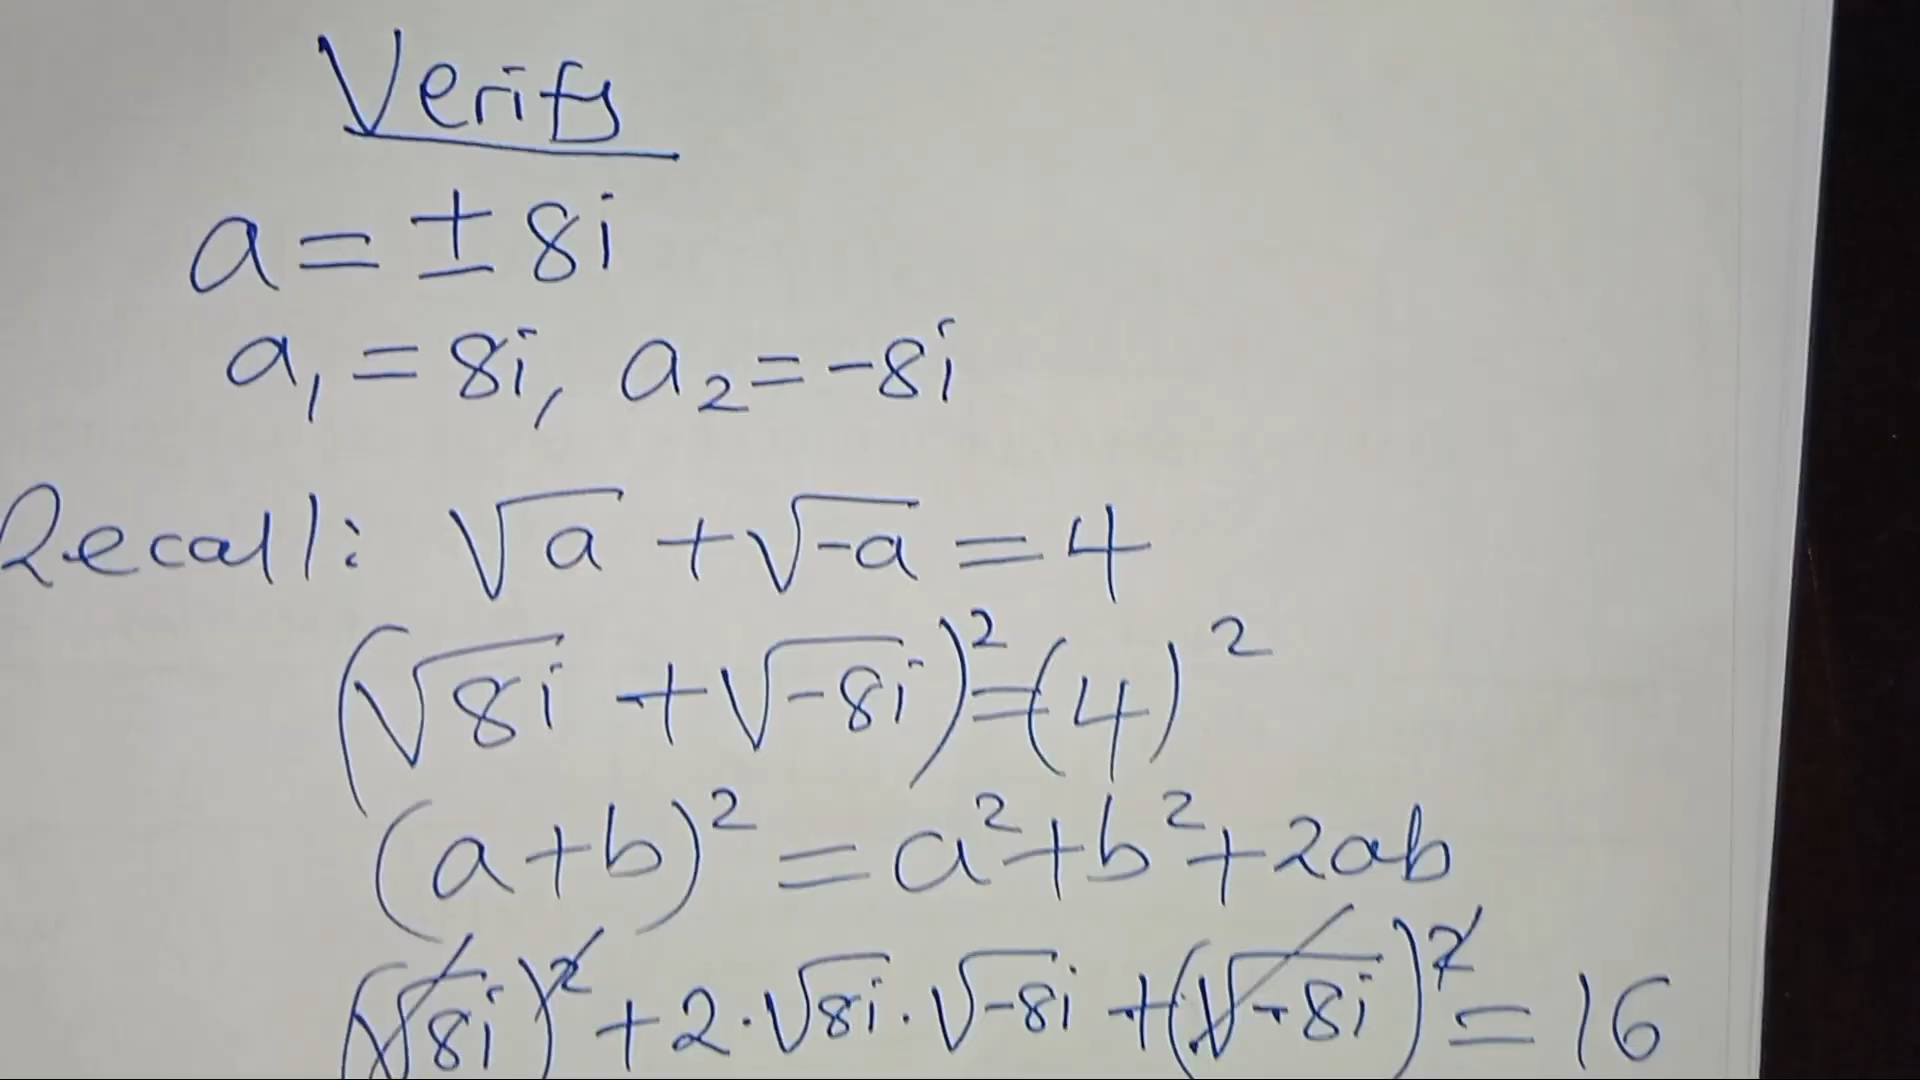 Verify
a = ± 8i
a₁ = 8i, a₂ = -8i
Recall: √a + √-a = 4
(√8i + √-8i)² = (4)²
(a+b)² = a² + b² + 2ab
(√8i)² + 2·√8i·√-8i + (√-8i)² = 16